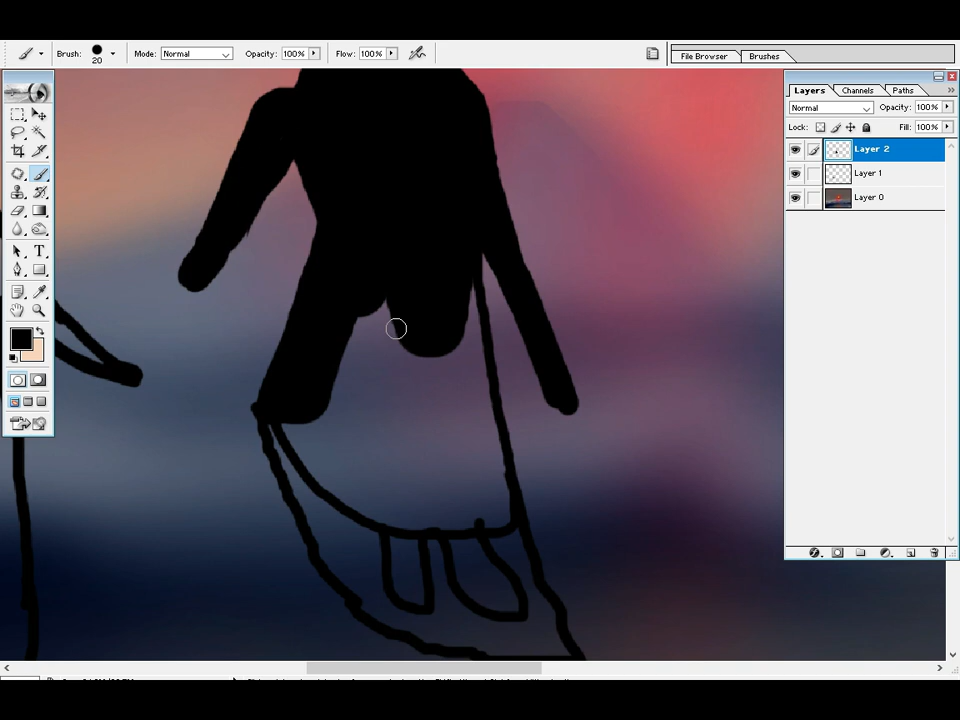 Brush: 20 Mode: Normal Opacity: 100% Flow: 100% File Browser Brushes
Layers Channels Paths
Normal Opacity: 100%
Lock: Fill: 100%
Layer 2
Layer 1
Layer 0
T